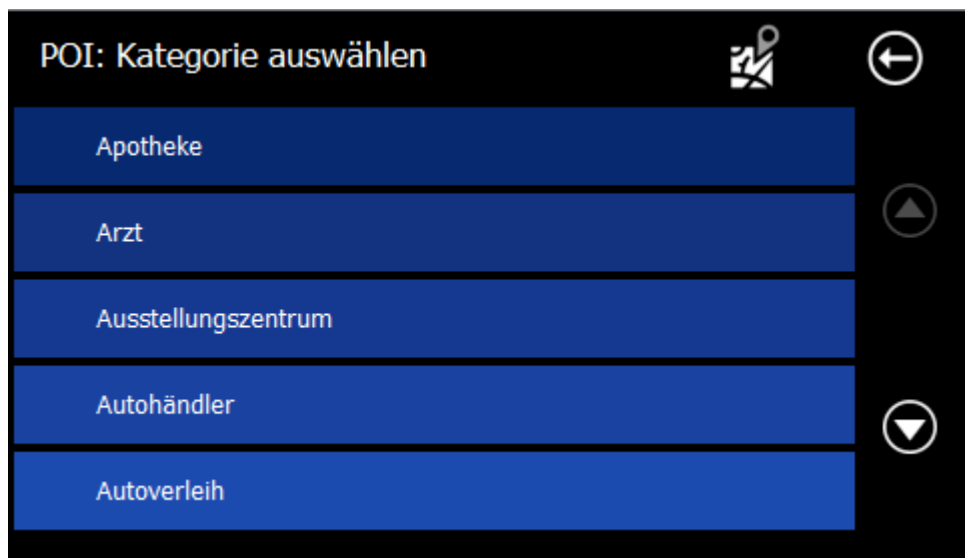 POI: Kategorie auswählen
Apotheke
Arzt
Ausstellungszentrum
Autohändler
Autoverleih